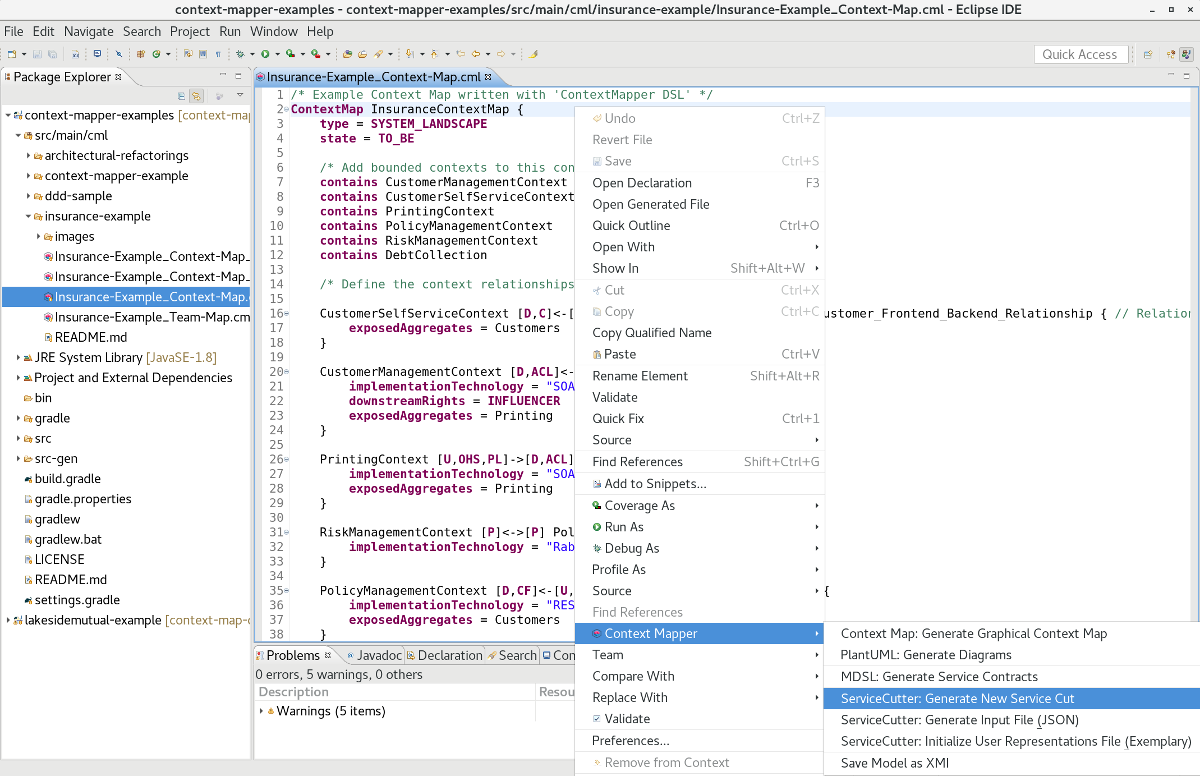 context-mapper-examples - context-mapper-examples/src/main/cml/insurance-example/Insurance-Example_Context-Map.cml - Eclipse IDE
File Edit Navigate Search Project Run Window Help
Quick Access
Package Explorer
context-mapper-examples [context-map
src/main/cml
architectural-refactorings
context-mapper-example
ddd-sample
insurance-example
images
Insurance-Example_Context-Map_
Insurance-Example_Context-Map_
Insurance-Example_Context-Map.
Insurance-Example_Team-Map.cm
README.md
JRE System Library [JavaSE-1.8]
Project and External Dependencies
bin
gradle
src
src-gen
build.gradle
gradle.properties
gradlew
gradlew.bat
LICENSE
README.md
settings.gradle
lakesidemutual-example [context-map-
Insurance-Example_Context-Map.cml
1 /* Example Context Map written with 'ContextMapper DSL' */
2 ContextMap InsuranceContextMap {
3 type = SYSTEM_LANDSCAPE
4 state = TO_BE
5
6 /* Add bounded contexts to this con
7 contains CustomerManagementContext
8 contains CustomerSelfServiceContext
9 contains PrintingContext
10 contains PolicyManagementContext
11 contains RiskManagementContext
12 contains DebtCollection
13
14 /* Define the context relationships
15
16 CustomerSelfServiceContext [D,C]<-[ ustomer_Frontend_Backend_Relationship { // Relation
17 exposedAggregates = Customers
18 }
19
20 CustomerManagementContext [D,ACL]<-
21 implementationTechnology = "SOA
22 downstreamRights = INFLUENCER
23 exposedAggregates = Printing
24 }
25
26 PrintingContext [U,OHS,PL]->[D,ACL]
27 implementationTechnology = "SOA
28 exposedAggregates = Printing
29 }
30
31 RiskManagementContext [P]<->[P] Pol
32 implementationTechnology = "Rab
33 }
34
35 PolicyManagementContext [D,CF]<-[U, {
36 implementationTechnology = "RES
37 exposedAggregates = Customers
38 }
Undo Ctrl+Z
Revert File
Save Ctrl+S
Open Declaration F3
Open Generated File
Quick Outline Ctrl+O
Open With
Show In Shift+Alt+W
Cut Ctrl+X
Copy Ctrl+C
Copy Qualified Name
Paste Ctrl+V
Rename Element Shift+Alt+R
Validate
Quick Fix Ctrl+1
Source
Find References Shift+Ctrl+G
Add to Snippets...
Coverage As
Run As
Debug As
Profile As
Source
Find References
Context Mapper
Team
Compare With
Replace With
Validate
Preferences...
Remove from Context
Context Map: Generate Graphical Context Map
PlantUML: Generate Diagrams
MDSL: Generate Service Contracts
ServiceCutter: Generate New Service Cut
ServiceCutter: Generate Input File (JSON)
ServiceCutter: Initialize User Representations File (Exemplary)
Save Model as XMI
Problems Javadoc Declaration Search Con
0 errors, 5 warnings, 0 others
Description Resou
Warnings (5 items)